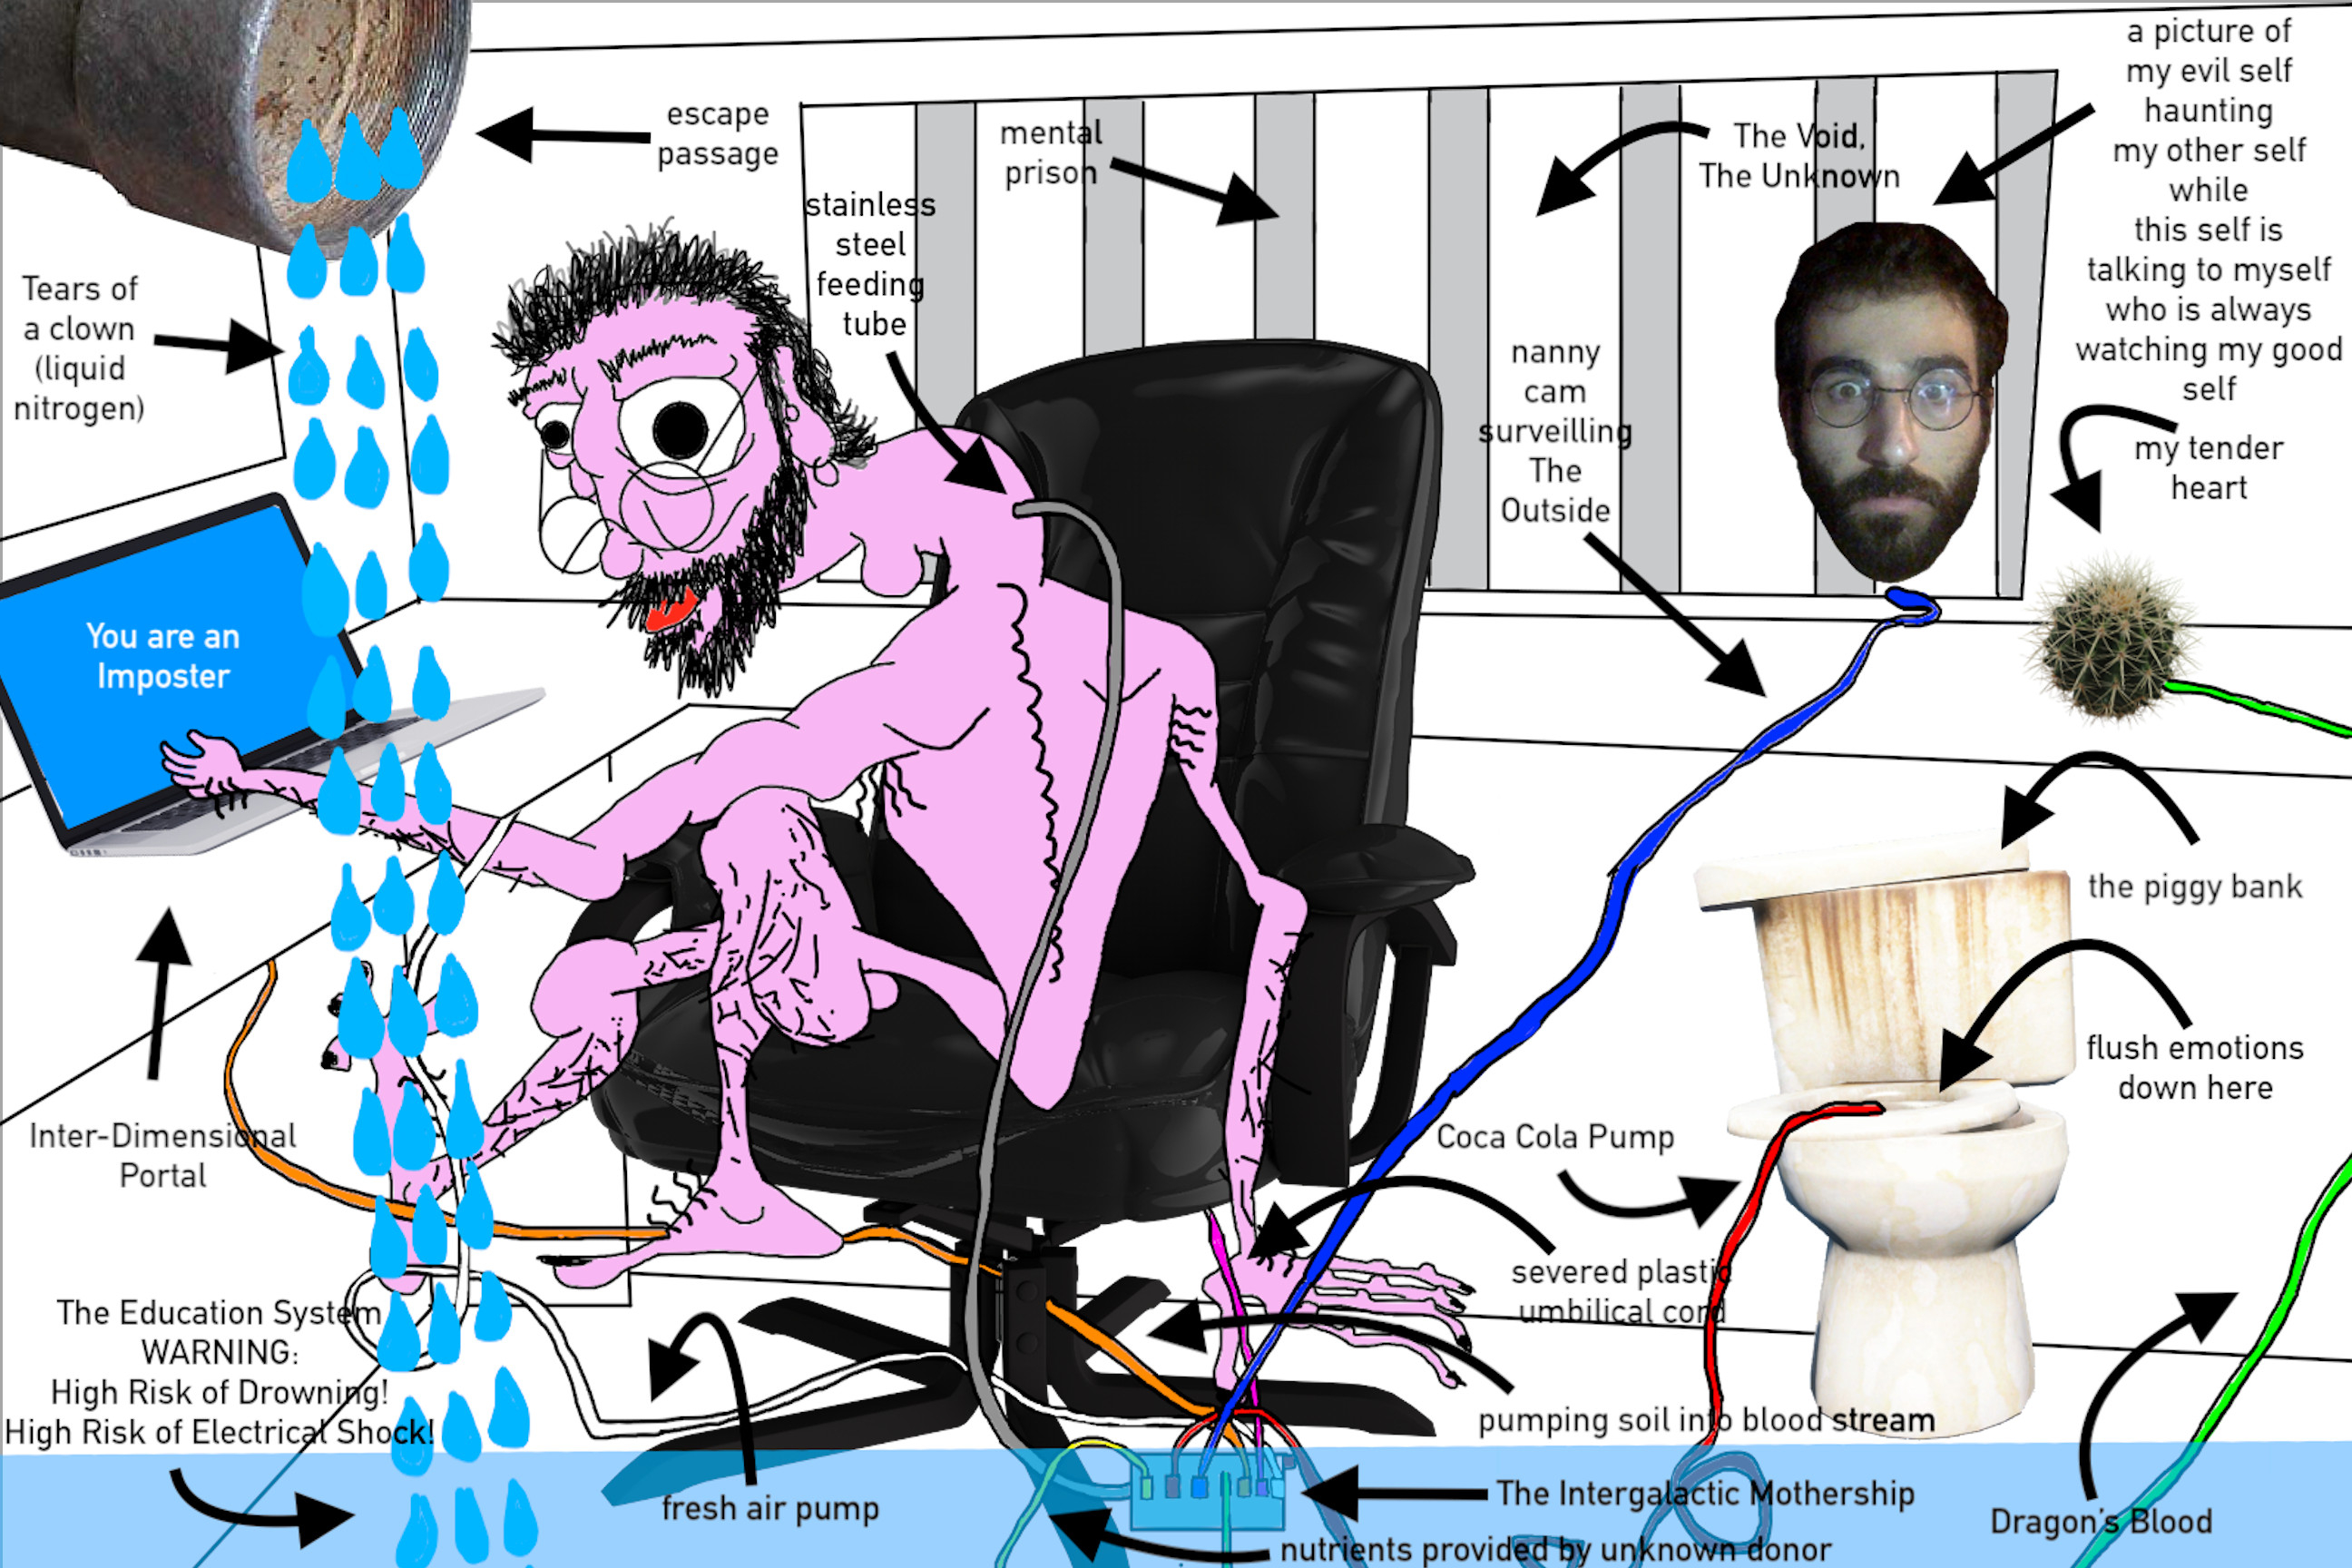 escape
passage
mental
prison
The Void,
The Unknown
a picture of
my evil self
haunting
my other self
while
this self is
talking to myself
who is always
watching my good
self
stainless
steel
feeding
tube
Tears of
a clown
(liquid
nitrogen)
nanny
cam
surveilling
The
Outside
my tender
heart
You are an
Imposter
the piggy bank
flush emotions
down here
Inter-Dimensional
Portal
Coca Cola Pump
severed plastic
umbilical cord
The Education System
WARNING:
High Risk of Drowning!
High Risk of Electrical Shock!
pumping soil into blood stream
fresh air pump
The Intergalactic Mothership
Dragon's Blood
nutrients provided by unknown donor